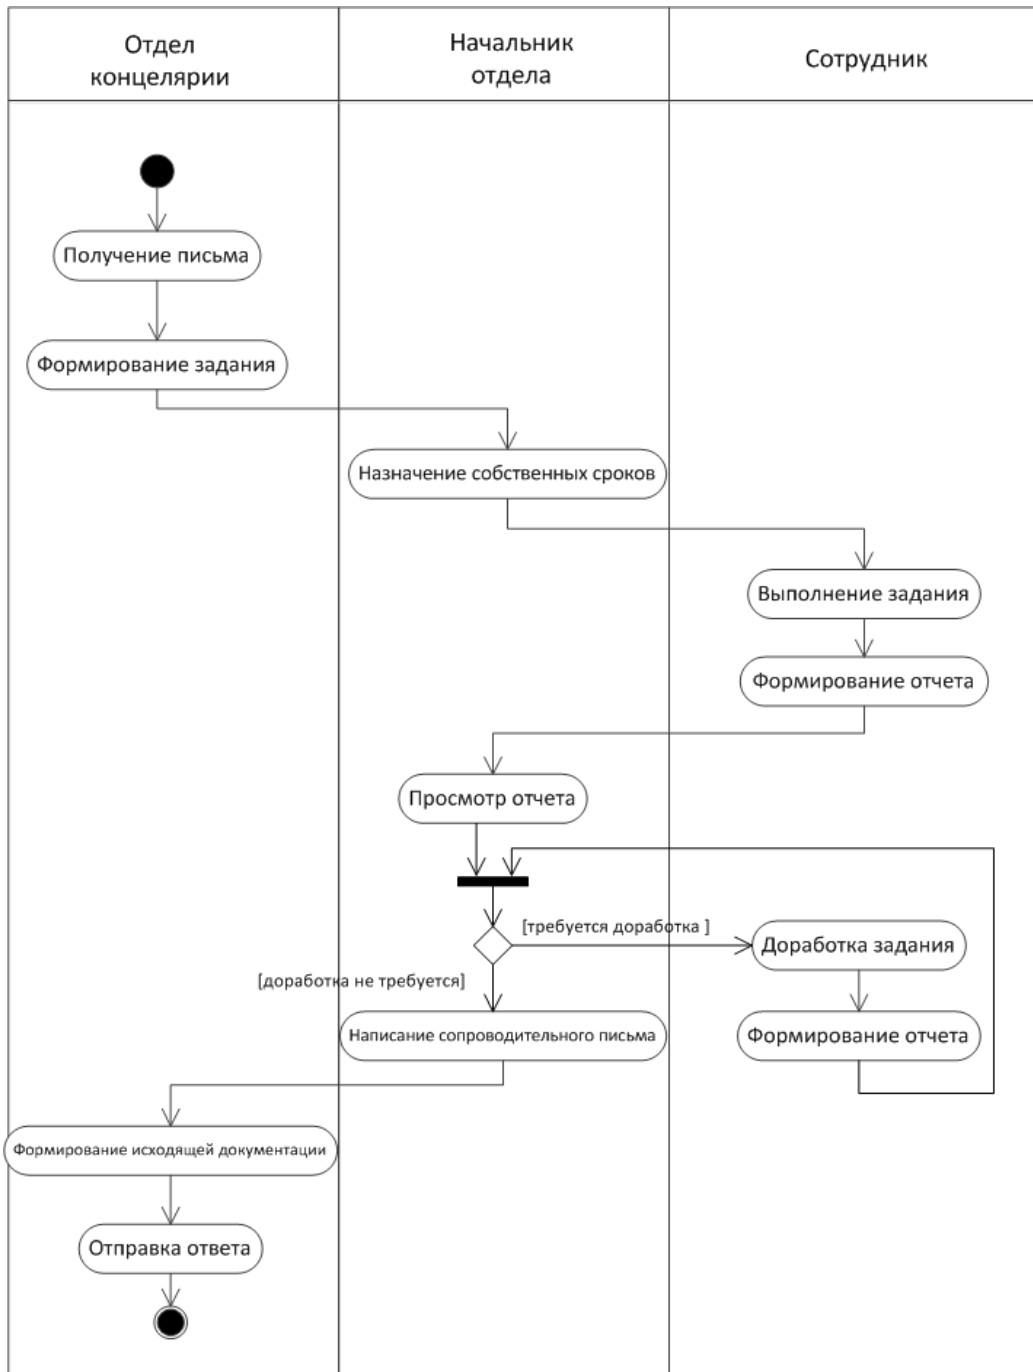 Отдел
концелярии
Начальник
отдела
Сотрудник
Получение письма
Формирование задания
Назначение собственных сроков
Выполнение задания
Формирование отчета
Просмотр отчета
[требуется доработка ]
Доработка задания
[доработка не требуется]
Написание сопроводительного письма
Формирование отчета
Формирование исходящей документации
Отправка ответа